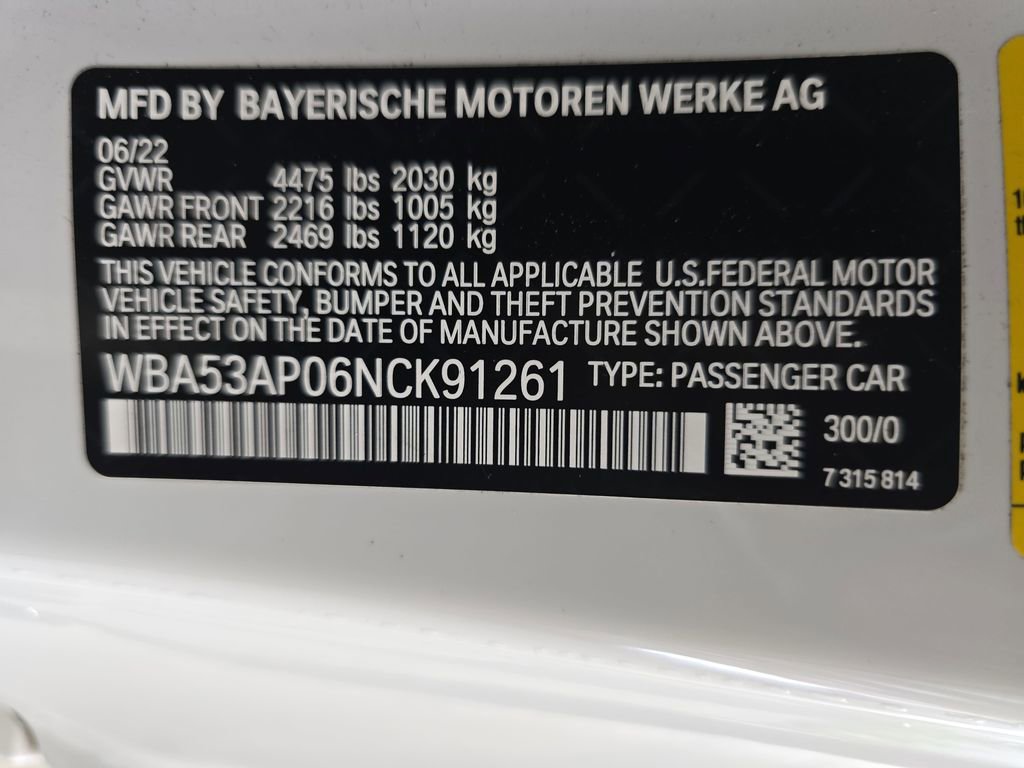 MFD BY BAYERISCHE MOTOREN WERKE AG
06/22
GVWR 4475 lbs 2030 kg
GAWR FRONT 2216 lbs 1005 kg
GAWR REAR 2469 lbs 1120 kg
THIS VEHICLE CONFORMS TO ALL APPLICABLE U.S.FEDERAL MOTOR
VEHICLE SAFETY, BUMPER AND THEFT PREVENTION STANDARDS
IN EFFECT ON THE DATE OF MANUFACTURE SHOWN ABOVE.
WBA53AP06NCK91261 TYPE: PASSENGER CAR
300/0
7 315 814